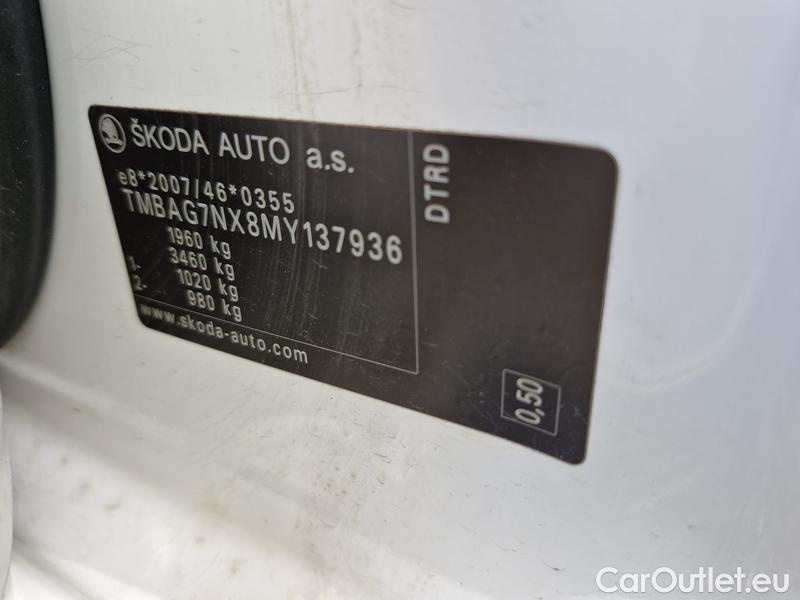 ŠKODA AUTO a.s.
e8*2007/46*0355
TMBAG7NX8MY137936
1960 kg
3460 kg
1- 1020 kg
2- 980 kg
www.skoda-auto.com
DTRD
0,50
CarOutlet.eu